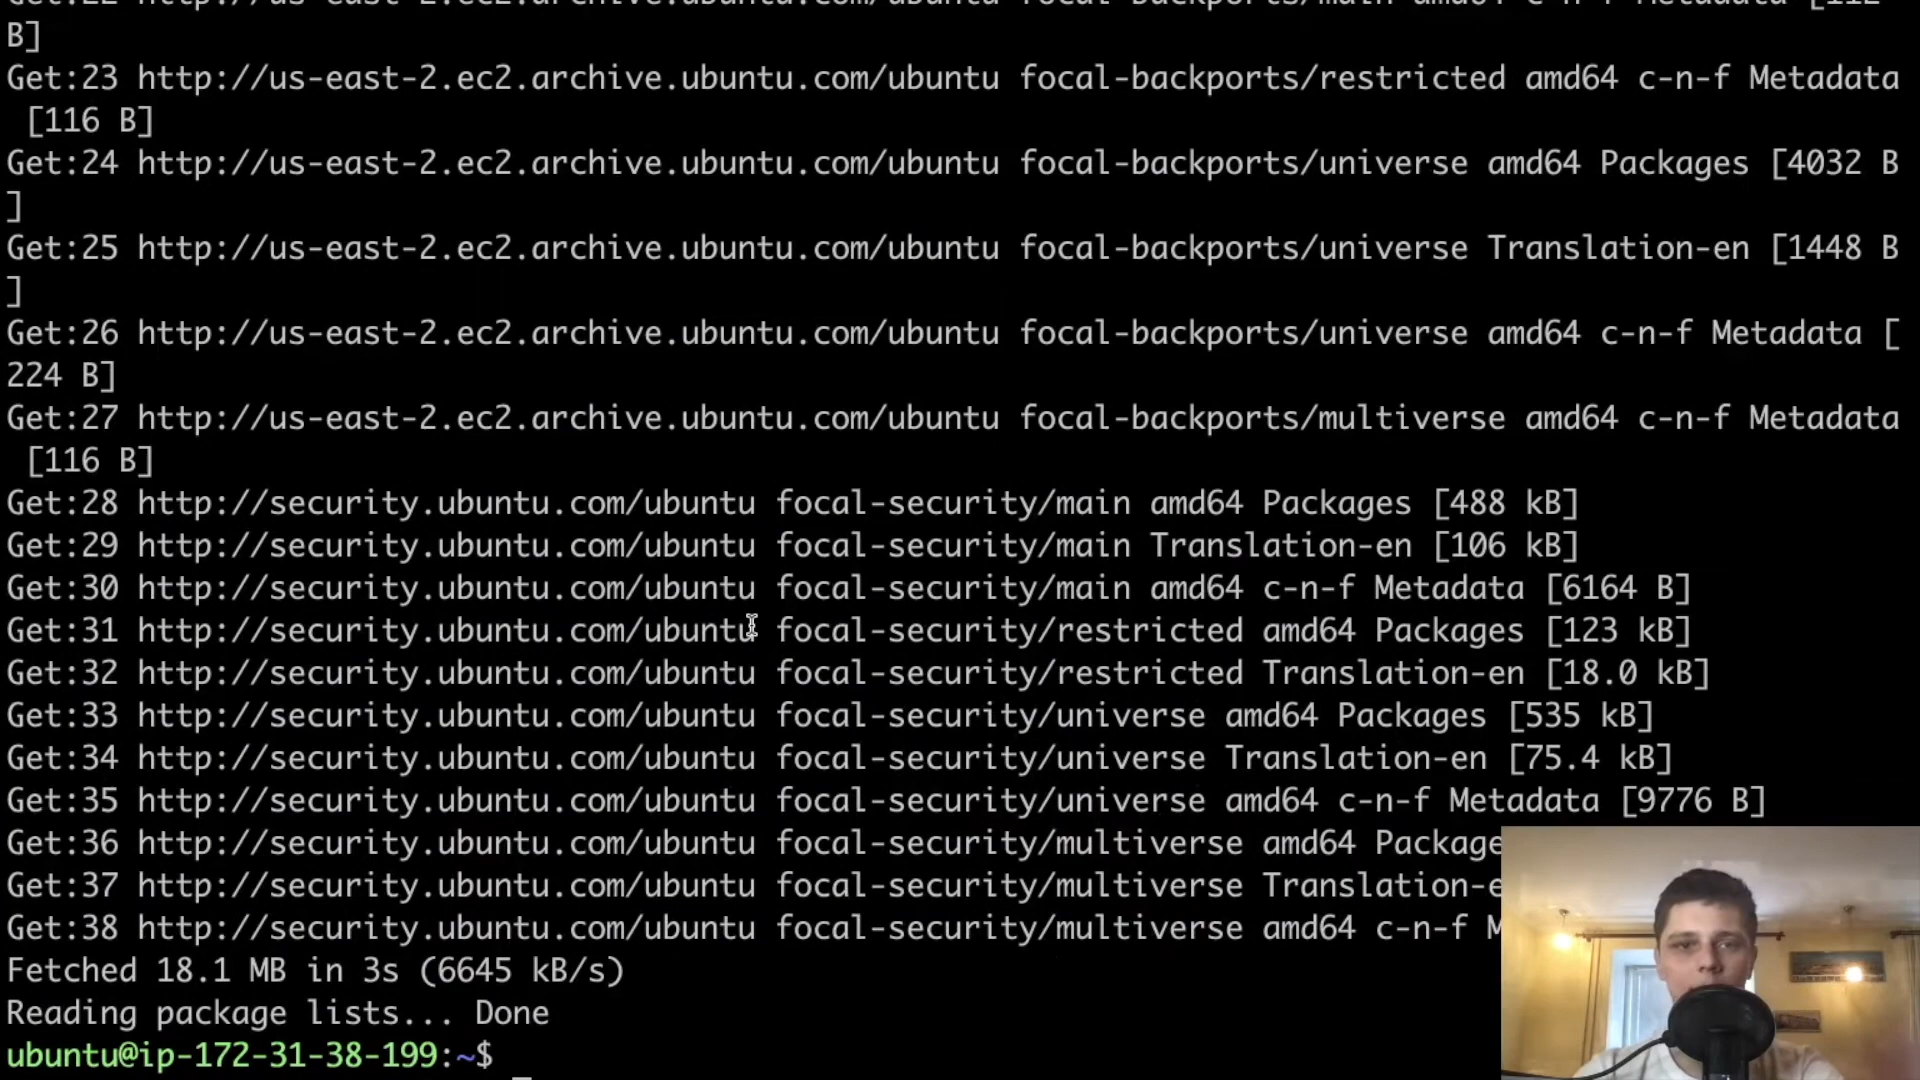 B]
Get:23 http://us-east-2.ec2.archive.ubuntu.com/ubuntu focal-backports/restricted amd64 c-n-f Metadata
[116 B]
Get:24 http://us-east-2.ec2.archive.ubuntu.com/ubuntu focal-backports/universe amd64 Packages [4032 B
]
Get:25 http://us-east-2.ec2.archive.ubuntu.com/ubuntu focal-backports/universe Translation-en [1448 B
]
Get:26 http://us-east-2.ec2.archive.ubuntu.com/ubuntu focal-backports/universe amd64 c-n-f Metadata [
224 B]
Get:27 http://us-east-2.ec2.archive.ubuntu.com/ubuntu focal-backports/multiverse amd64 c-n-f Metadata
[116 B]
Get:28 http://security.ubuntu.com/ubuntu focal-security/main amd64 Packages [488 kB]
Get:29 http://security.ubuntu.com/ubuntu focal-security/main Translation-en [106 kB]
Get:30 http://security.ubuntu.com/ubuntu focal-security/main amd64 c-n-f Metadata [6164 B]
Get:31 http://security.ubuntu.com/ubuntu focal-security/restricted amd64 Packages [123 kB]
Get:32 http://security.ubuntu.com/ubuntu focal-security/restricted Translation-en [18.0 kB]
Get:33 http://security.ubuntu.com/ubuntu focal-security/universe amd64 Packages [535 kB]
Get:34 http://security.ubuntu.com/ubuntu focal-security/universe Translation-en [75.4 kB]
Get:35 http://security.ubuntu.com/ubuntu focal-security/universe amd64 c-n-f Metadata [9776 B]
Get:36 http://security.ubuntu.com/ubuntu focal-security/multiverse amd64 Package
Get:37 http://security.ubuntu.com/ubuntu focal-security/multiverse Translation-e
Get:38 http://security.ubuntu.com/ubuntu focal-security/multiverse amd64 c-n-f M
Fetched 18.1 MB in 3s (6645 kB/s)
Reading package lists... Done
ubuntu@ip-172-31-38-199:~$